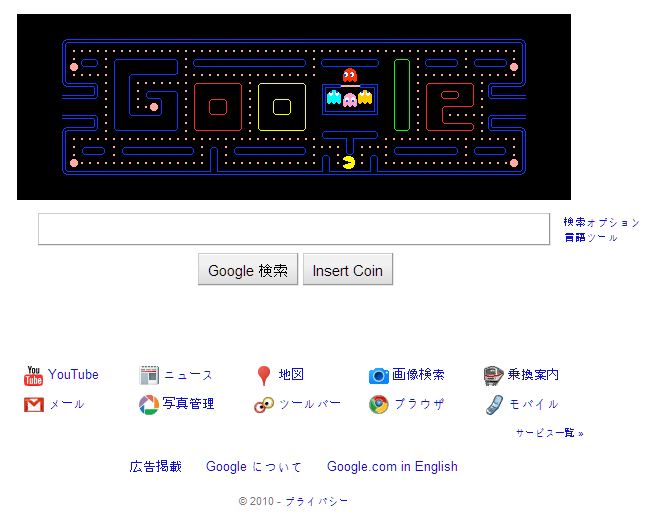 Google
検索オプション
言語ツール
Google 検索
Insert Coin
YouTube
ニュース
地図
画像検索
乗換案内
メール
写真管理
ツールバー
ブラウザ
モバイル
サービス一覧 »
広告掲載
Google について
Google.com in English
© 2010 - プライバシー